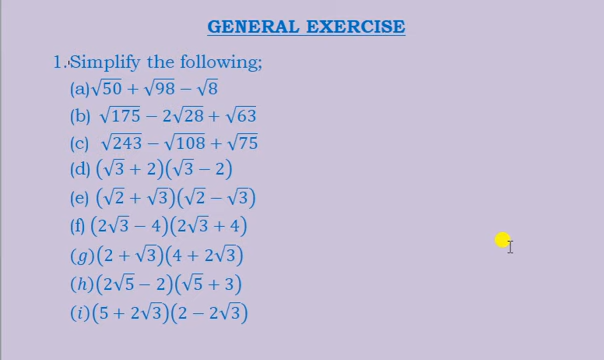 GENERAL EXERCISE
1. Simplify the following;
(a) √50 + √98 − √8
(b) √175 − 2√28 + √63
(c) √243 − √108 + √75
(d) (√3 + 2)(√3 − 2)
(e) (√2 + √3)(√2 − √3)
(f) (2√3 − 4)(2√3 + 4)
(g)(2 + √3)(4 + 2√3)
(h)(2√5 − 2)(√5 + 3)
(i)(5 + 2√3)(2 − 2√3)